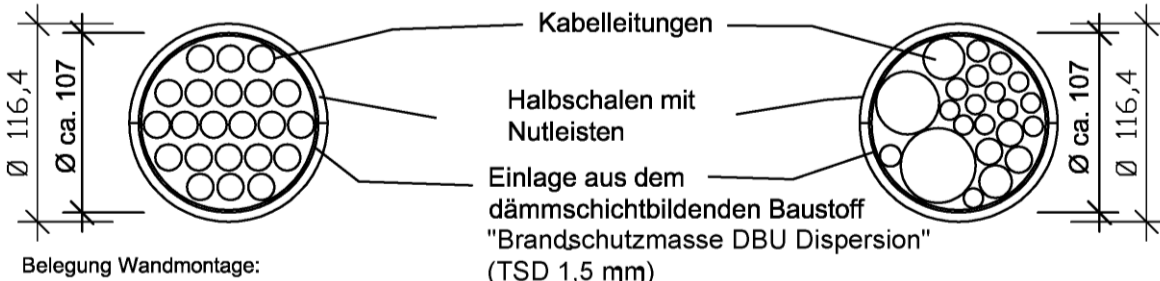 Kabelleitungen
Ø 116,4
Ø ca. 107
Halbschalen mit
Nutleisten
Ø ca. 107
Ø 116,4
Einlage aus dem
dämmschichtbildenden Baustoff
"Brandschutzmasse DBU Dispersion"
(TSD 1,5 mm)
Belegung Wandmontage: